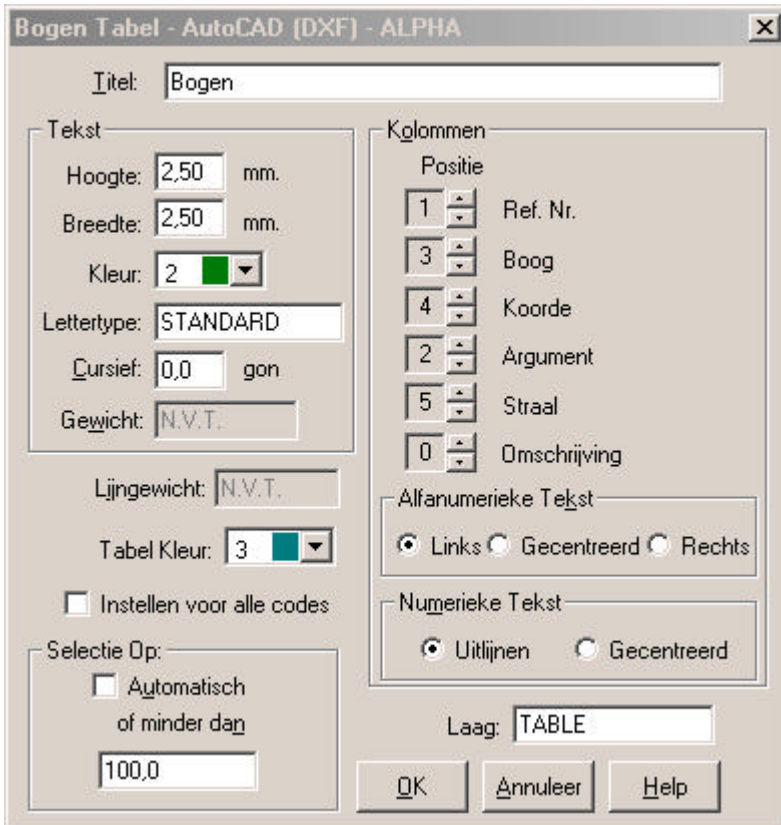 Bogen Tabel - AutoCAD (DXF) - ALPHA
Titel: Bogen
Tekst
Hoogte: 2,50 mm.
Breedte: 2,50 mm.
Kleur: 2
Lettertype: STANDARD
Cursief: 0,0 gon
Gewicht: N.V.T.
Lijngewicht: N.V.T.
Tabel Kleur: 3
Instellen voor alle codes
Selectie Op:
Automatisch
of minder dan
100,0
Kolommen
Positie
1 Ref. Nr.
3 Boog
4 Koorde
2 Argument
5 Straal
0 Omschrijving
Alfanumerieke Tekst
Links Gecentreerd Rechts
Numerieke Tekst
Uitlijnen Gecentreerd
Laag: TABLE
OK Annuleer Help